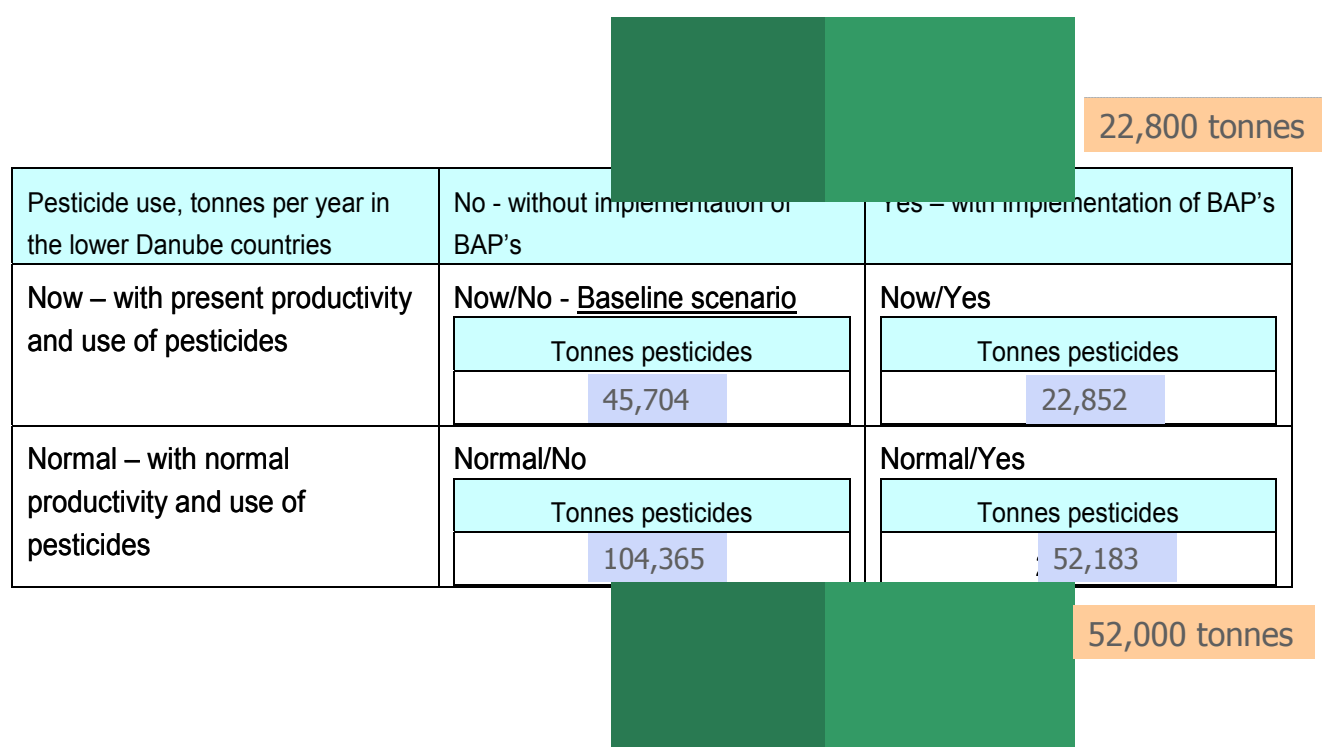 22,800 tonnes
Pesticide use, tonnes per year in
the lower Danube countries
No - without implementation of
BAP’s
Yes – with implementation of BAP’s
Now – with present productivity
and use of pesticides
Now/No - Baseline scenario
Tonnes pesticides
45,704
Now/Yes
Tonnes pesticides
22,852
Normal – with normal
productivity and use of
pesticides
Normal/No
Tonnes pesticides
104,365
Normal/Yes
Tonnes pesticides
52,183
52,000 tonnes